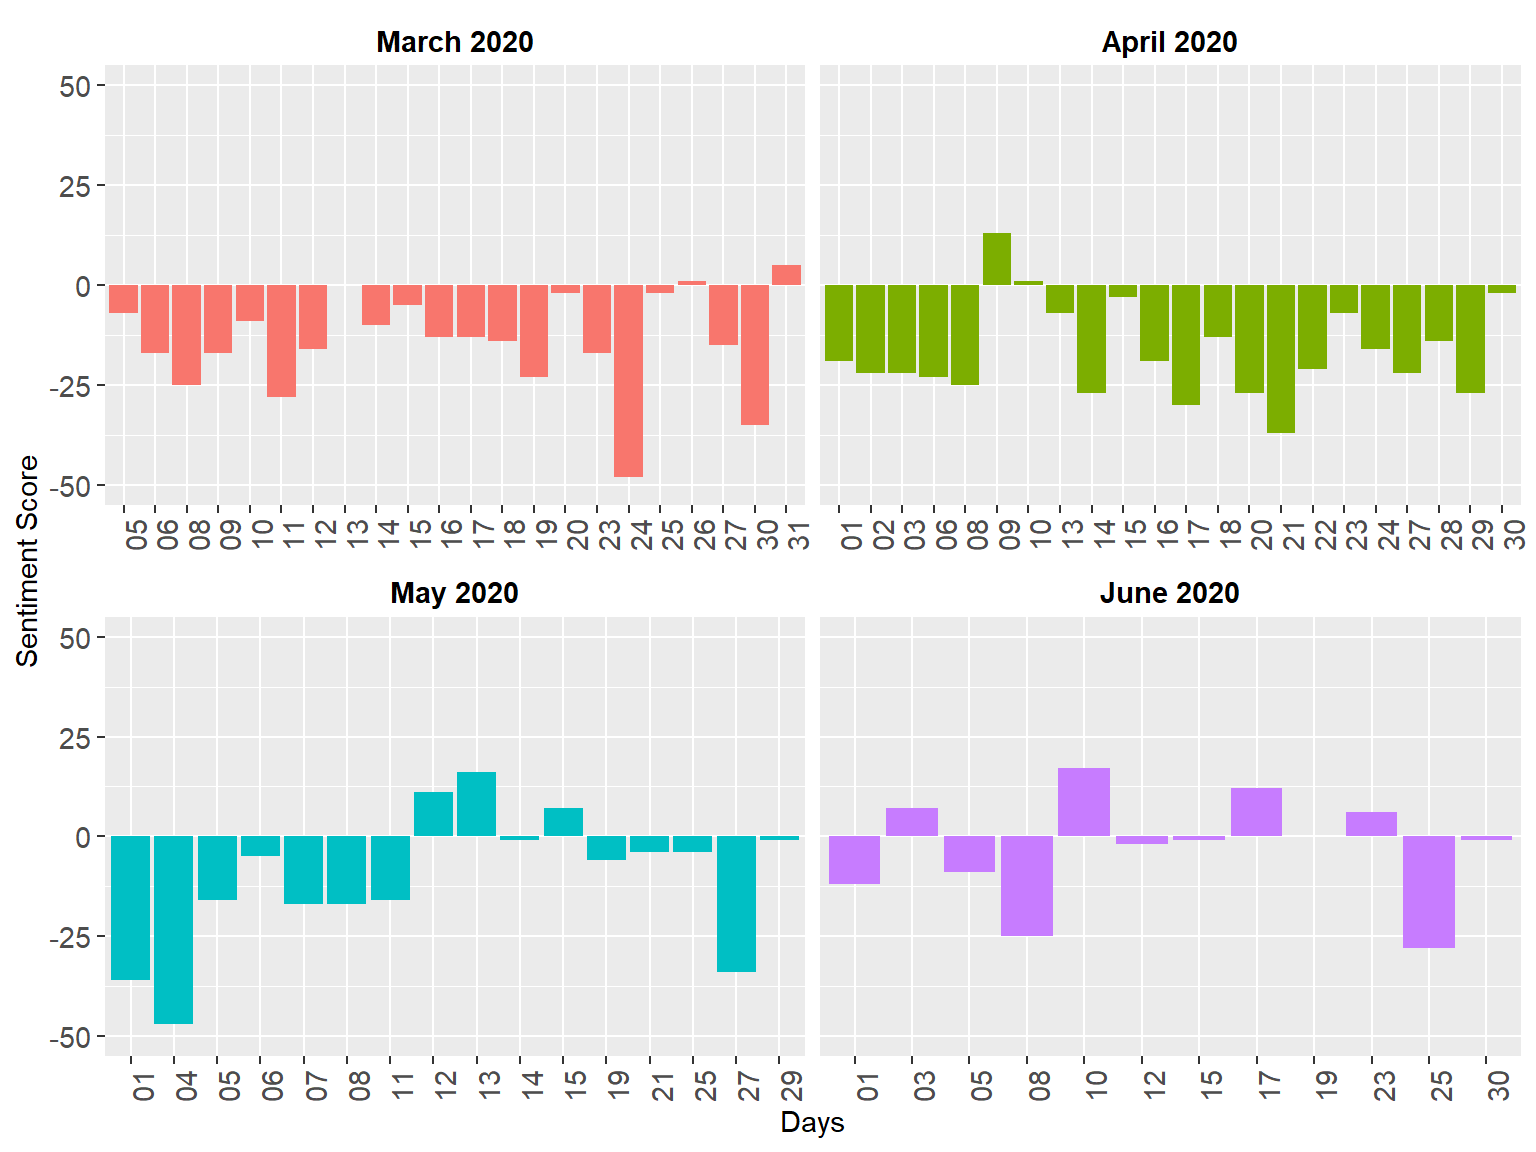 March 2020
April 2020
50
25
0
-25
-50
05 06 08 09 10 11 12 13 14 15 16 17 18 19 20 23 24 25 26 27 30 31
01 02 03 06 08 09 10 13 14 15 16 17 18 20 21 22 23 24 27 28 29 30
Sentiment Score
May 2020
June 2020
50
25
0
-25
-50
01 04 05 06 07 08 11 12 13 14 15 19 21 25 27 29
01 03 05 08 10 12 15 17 19 23 25 30
Days